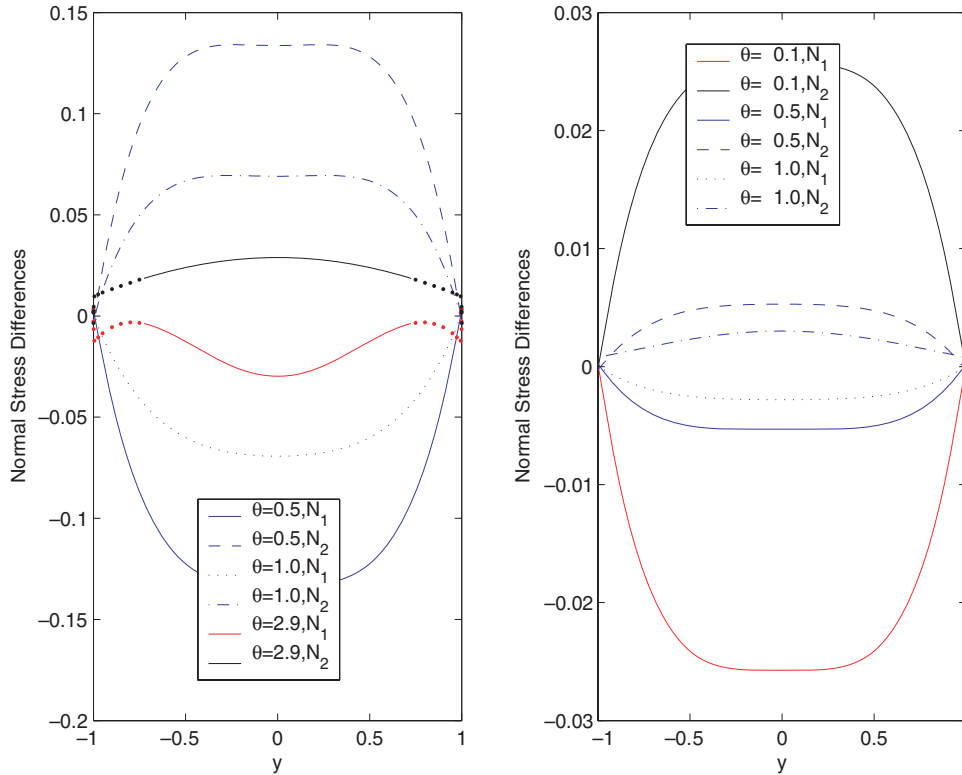 0.15
0.1
0.05
0
−0.05
−0.1
−0.15
−0.2
Normal Stress Differences
−1
−0.5
0
0.5
1
y
θ=0.5,N1
θ=0.5,N2
θ=1.0,N1
θ=1.0,N2
θ=2.9,N1
θ=2.9,N2
0.03
0.02
0.01
0
−0.01
−0.02
−0.03
Normal Stress Differences
−1
−0.5
0
0.5
y
θ= 0.1,N1
θ= 0.1,N2
θ= 0.5,N1
θ= 0.5,N2
θ= 1.0,N1
θ= 1.0,N2